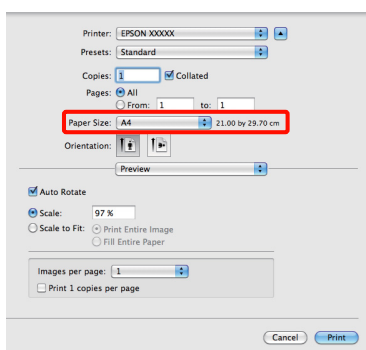 Printer: EPSON XXXXX
Presets: Standard
Copies: 1 Collated
Pages: All
From: 1 to: 1
Paper Size: A4 21.00 by 29.70 cm
Orientation:
Preview
Auto Rotate
Scale: 97 %
Scale to Fit: Print Entire Image
Fill Entire Paper
Images per page: 1
Print 1 copies per page
Cancel Print